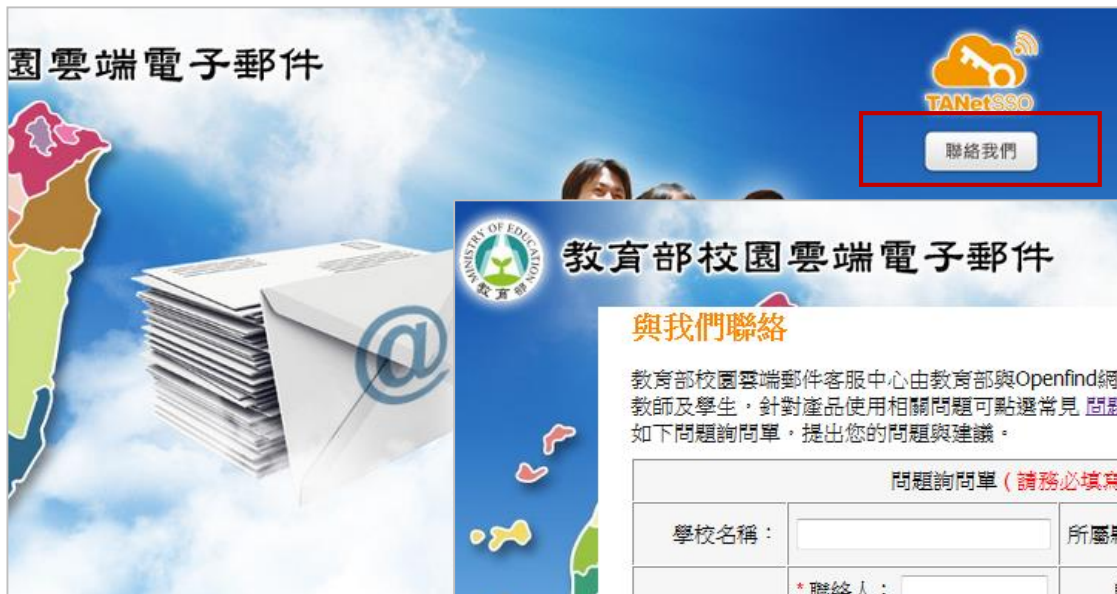 園雲端電子郵件
TANetSSO
聯絡我們
MINISTRY OF EDUCATION
教育部
教育部校園雲端電子郵件
與我們聯絡
教育部校園雲端郵件客服中心由教育部與Openfind網
教師及學生，針對產品使用相關問題可點選常見 問題
如下問題詢問單，提出您的問題與建議。
問題詢問單 ( 請務必填寫
學校名稱：
所屬縣
* 聯絡人：
@